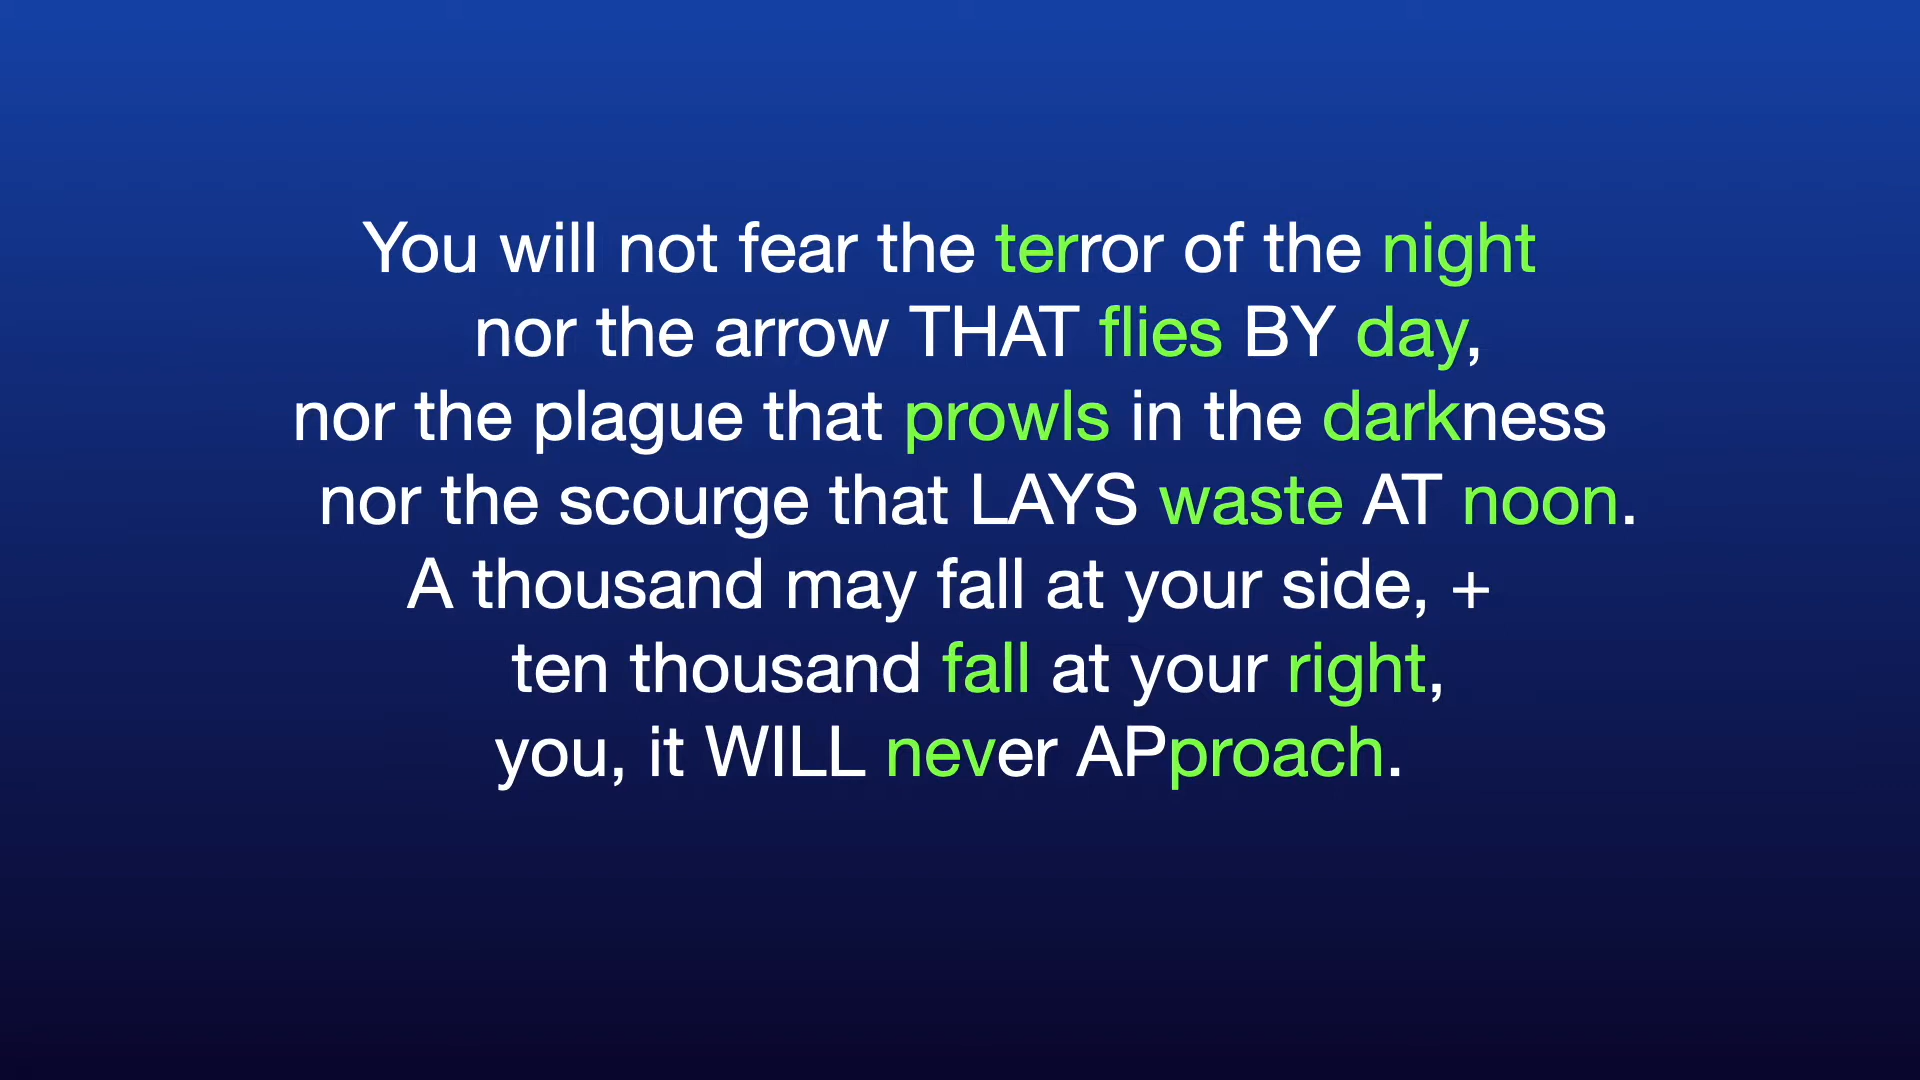 You will not fear the terror of the night
nor the arrow THAT flies BY day,
nor the plague that prowls in the darkness
nor the scourge that LAYS waste AT noon.
A thousand may fall at your side, +
ten thousand fall at your right,
you, it WILL never APproach.